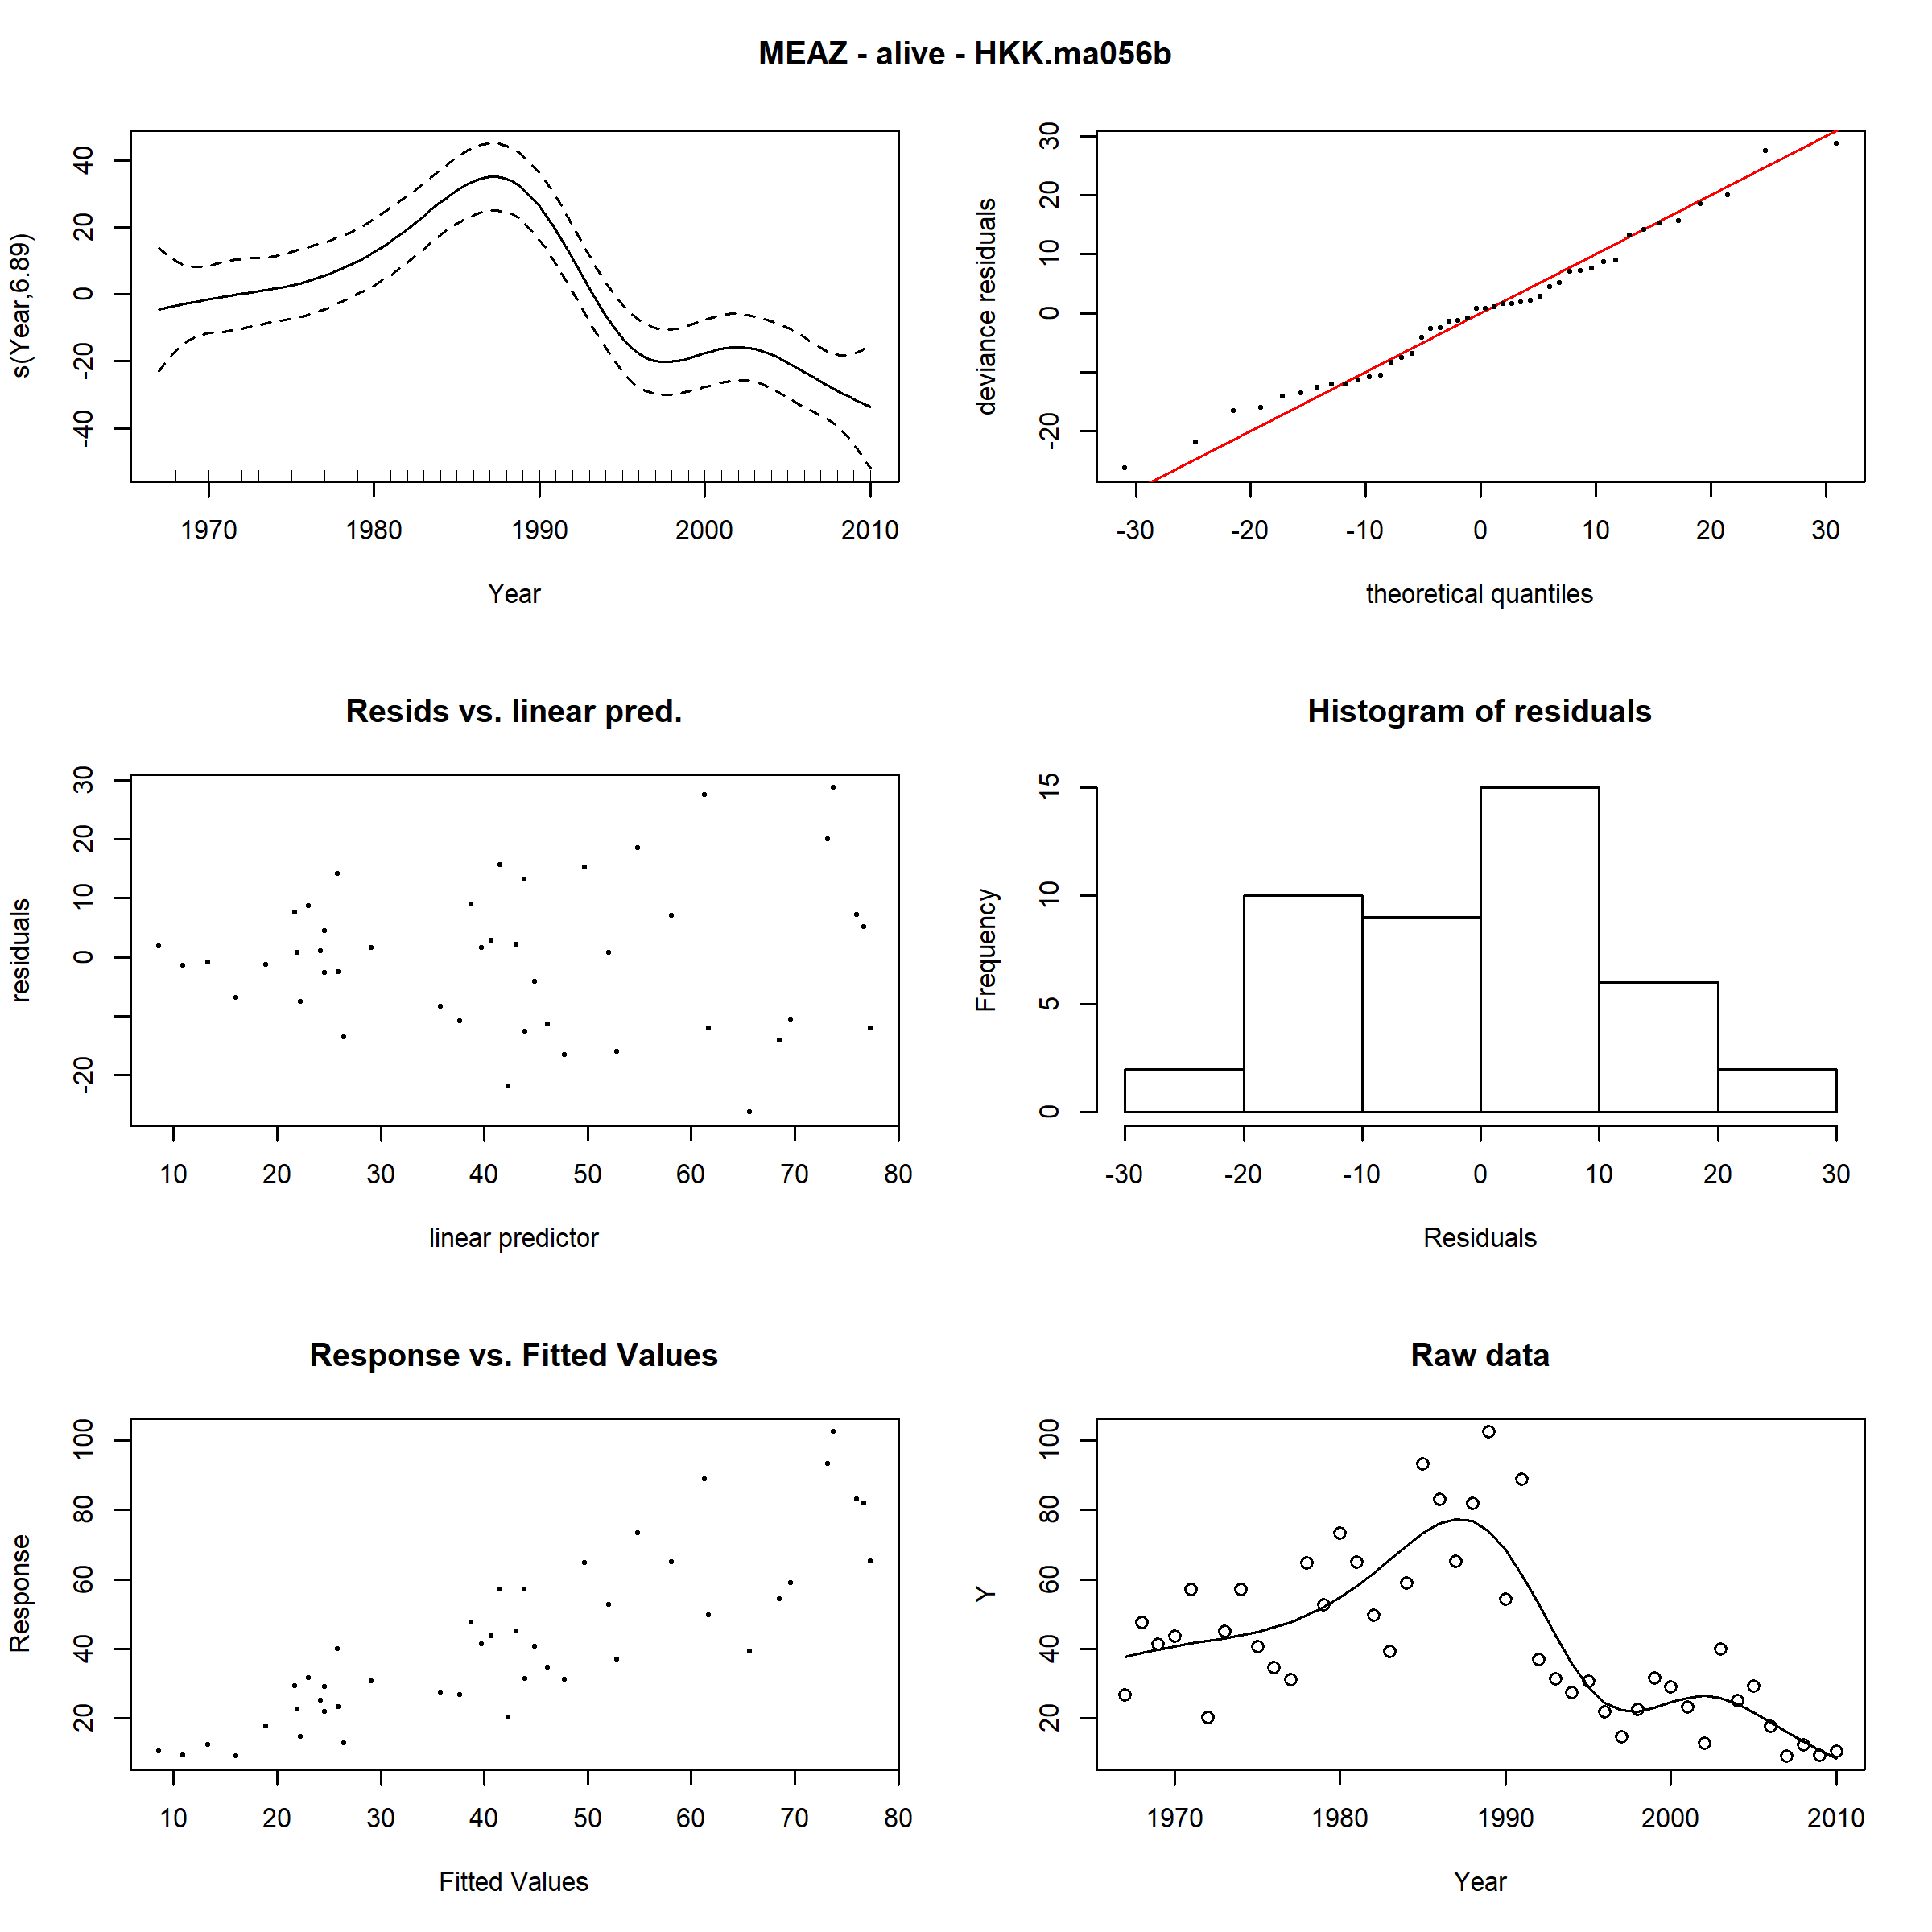 MEAZ - alive - HKK.ma056b
s(Year,6.89)
40
20
0
-20
-40
1970 1980 1990 2000 2010
Year
deviance residuals
30
20
10
0
-20
-30 -20 -10 0 10 20 30
theoretical quantiles
Resids vs. linear pred.
residuals
30
20
10
0
-20
10 20 30 40 50 60 70 80
linear predictor
Histogram of residuals
Frequency
15
10
5
0
-30 -20 -10 0 10 20 30
Residuals
Response vs. Fitted Values
Response
100
80
60
40
20
10 20 30 40 50 60 70 80
Fitted Values
Raw data
Y
100
80
60
40
20
1970 1980 1990 2000 2010
Year